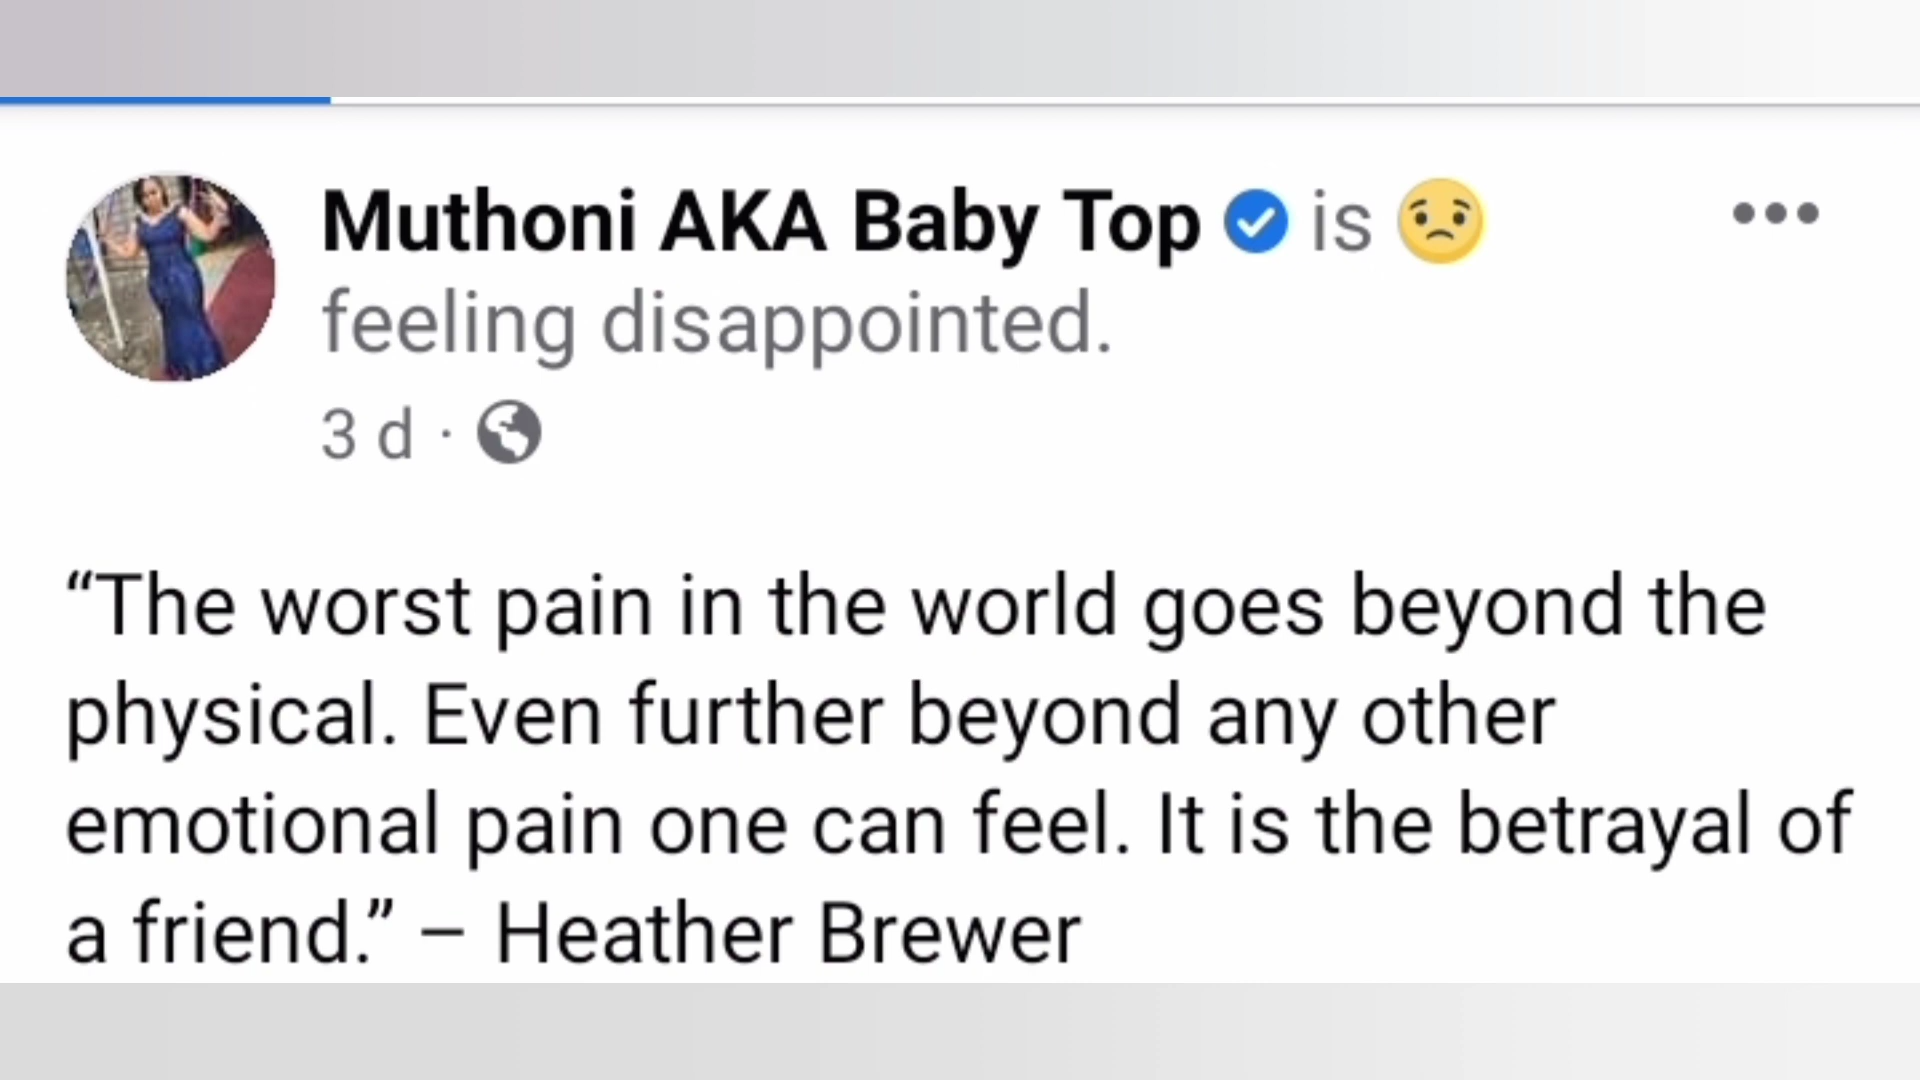 Muthoni AKA Baby Top is 😟
feeling disappointed.
3 d ·
“The worst pain in the world goes beyond the
physical. Even further beyond any other
emotional pain one can feel. It is the betrayal of
a friend.” – Heather Brewer